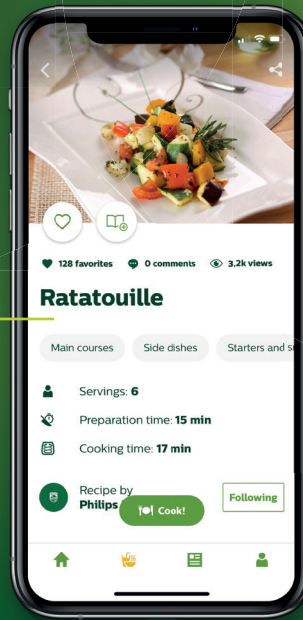 128 favorites 0 comments 3,2k views
Ratatouille
Main courses Side dishes Starters and s
Servings: 6
Preparation time: 15 min
Cooking time: 17 min
Recipe by
Philips
Cook!
Following